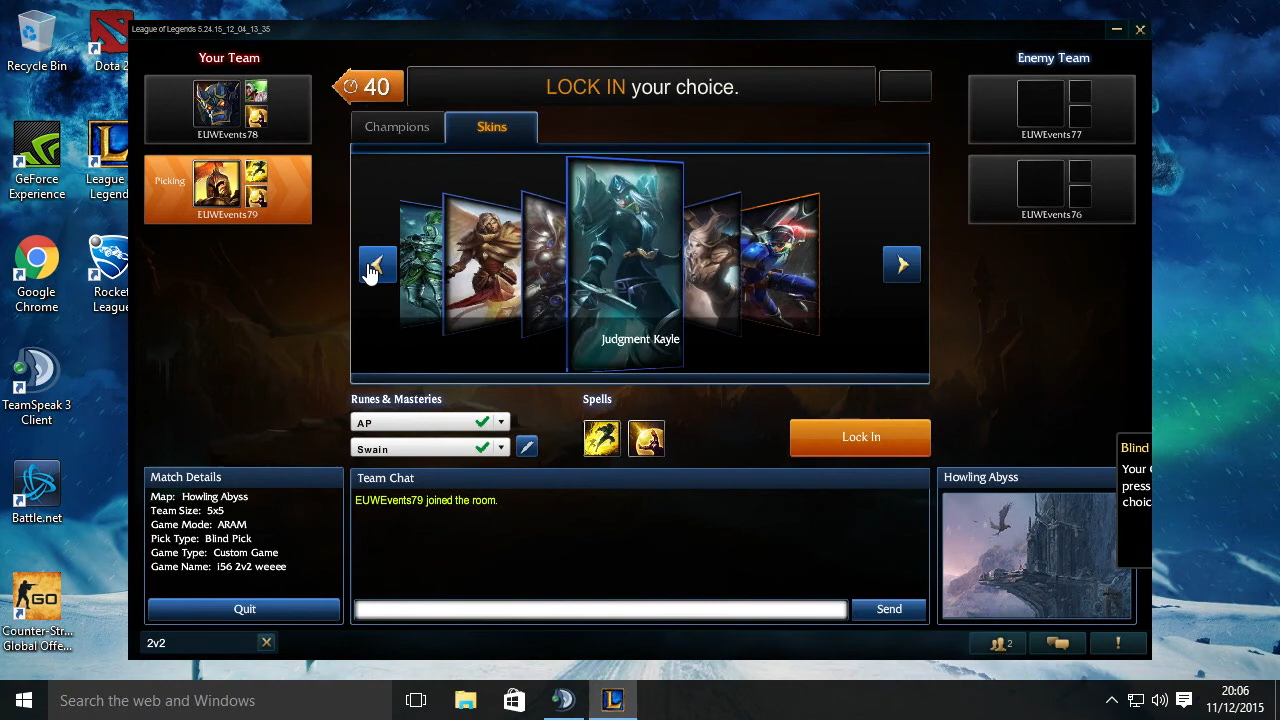 Recycle Bin
Dota 2
GeForce
Experience
League
Legend
Google
Chrome
Rocket
League
TeamSpeak 3
Client
Battle.net
GO
Counter-Str...
Global Offe...
League of Legends 5.24.15_12_04_13_35
Your Team
Enemy Team
40
LOCK IN your choice.
EUWEvents78
EUWEvents77
Champions
Skins
Picking
EUWEvents79
EUWEvents76
Judgment Kayle
Runes & Masteries
Spells
AP
Swain
Lock In
Match Details
Map: Howling Abyss
Team Size: 5x5
Game Mode: ARAM
Pick Type: Blind Pick
Game Type: Custom Game
Game Name: i56 2v2 weeee
Quit
Team Chat
EUWEvents79 joined the room.
Send
Howling Abyss
Blind
Your
press
choic
2v2
2
Search the web and Windows
20:06
11/12/2015